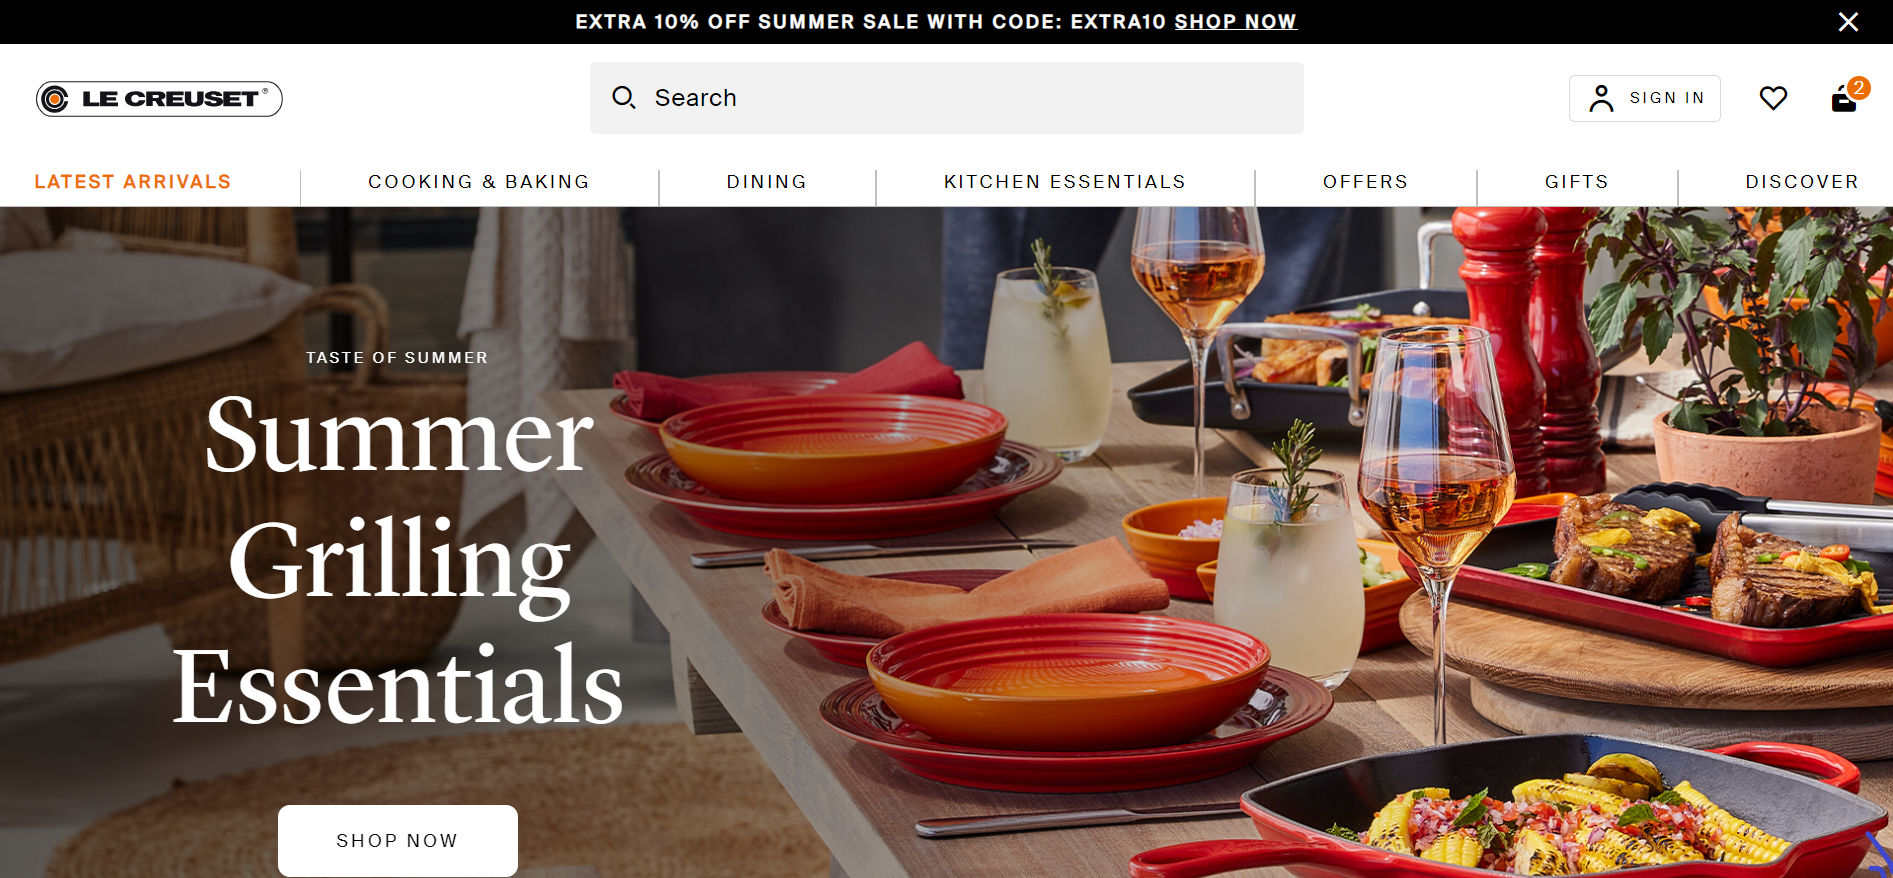 EXTRA 10% OFF SUMMER SALE WITH CODE: EXTRA10 SHOP NOW
LE CREUSET®
Search
SIGN IN
2
LATEST ARRIVALS
COOKING & BAKING
DINING
KITCHEN ESSENTIALS
OFFERS
GIFTS
DISCOVER
TASTE OF SUMMER
Summer
Grilling
Essentials
SHOP NOW